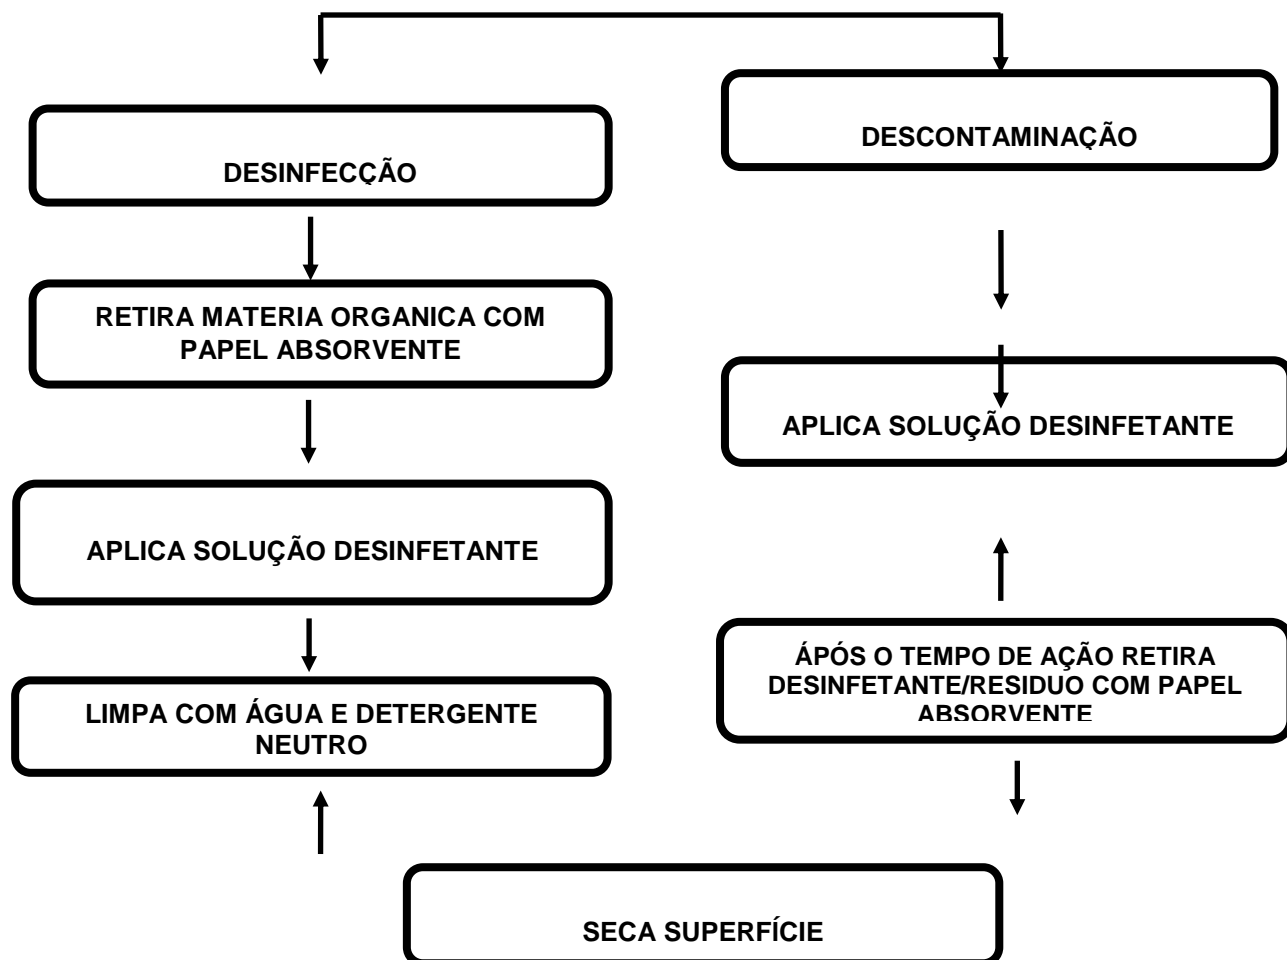 DESINFECÇÃO
RETIRA MATERIA ORGANICA COM
PAPEL ABSORVENTE
APLICA SOLUÇÃO DESINFETANTE
LIMPA COM ÁGUA E DETERGENTE
NEUTRO
DESCONTAMINAÇÃO
APLICA SOLUÇÃO DESINFETANTE
ÁPÓS O TEMPO DE AÇÃO RETIRA
DESINFETANTE/RESIDUO COM PAPEL
ABSORVENTE
SECA SUPERFÍCIE